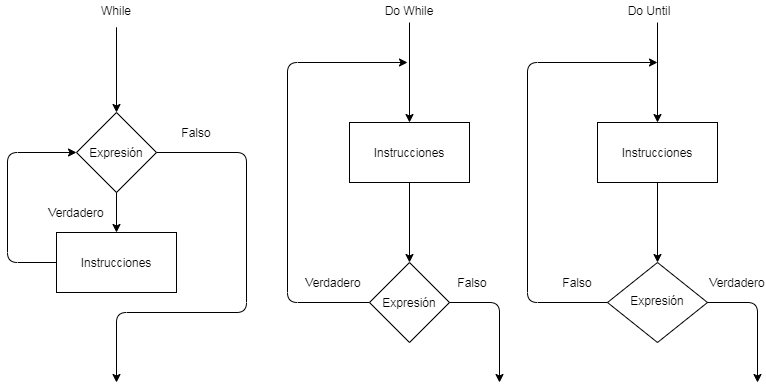 While
Expresión
Falso
Verdadero
Instrucciones
Do While
Instrucciones
Verdadero
Expresión
Falso
Do Until
Instrucciones
Falso
Expresión
Verdadero